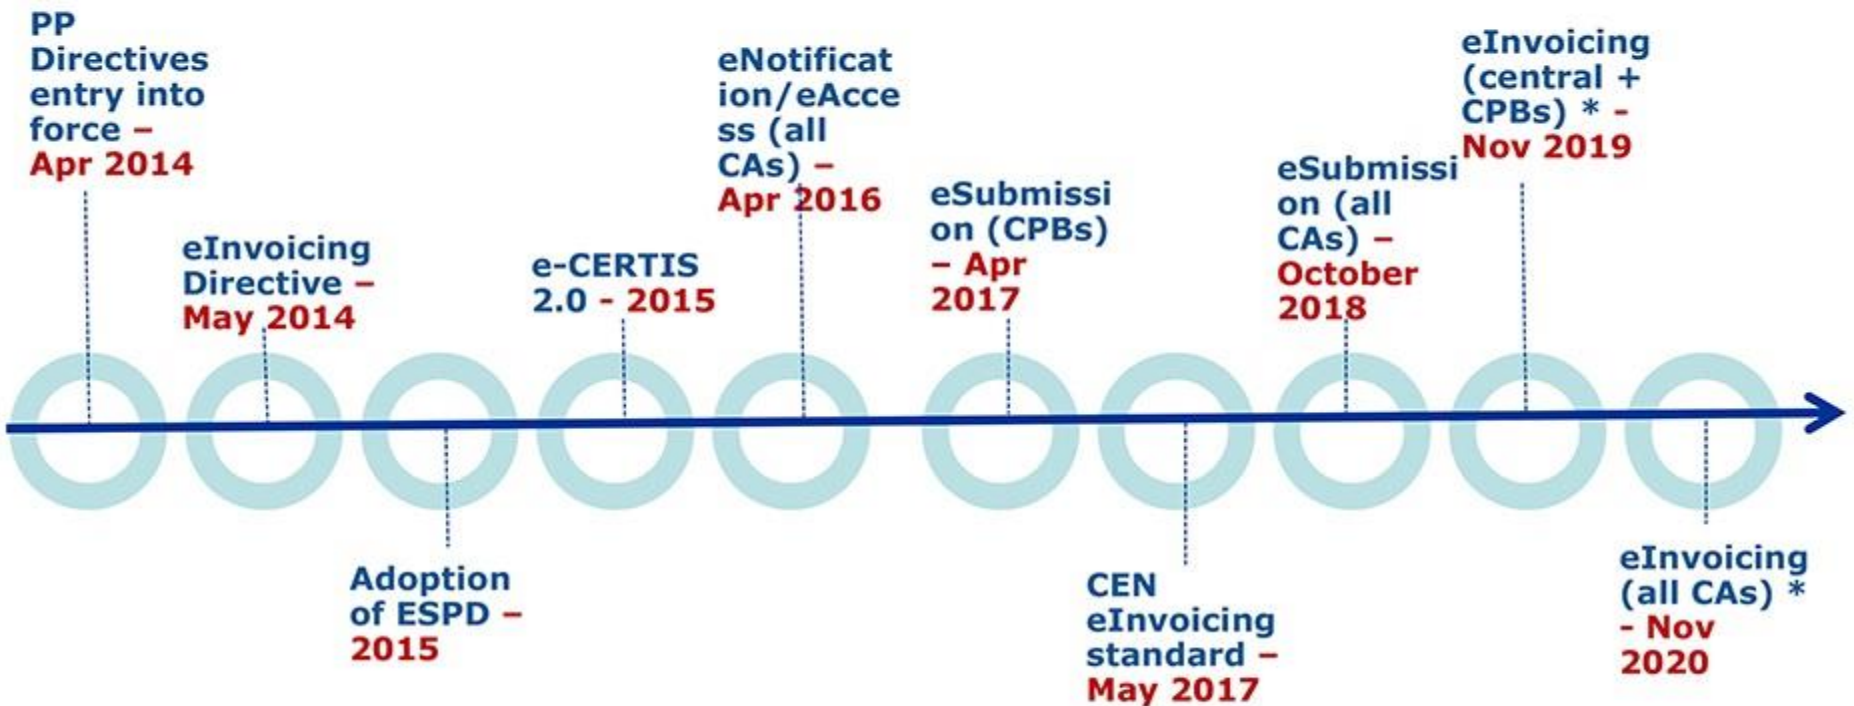 PP
Directives
entry into
force –
Apr 2014
eInvoicing
Directive –
May 2014
Adoption
of ESPD –
2015
e-CERTIS
2.0 - 2015
eNotificat
ion/eAcce
ss (all
CAs) –
Apr 2016
eSubmissi
on (CPBs)
– Apr
2017
CEN
eInvoicing
standard –
May 2017
eSubmissi
on (all
CAs) –
October
2018
eInvoicing
(central +
CPBs) * -
Nov 2019
eInvoicing
(all CAs) *
- Nov
2020